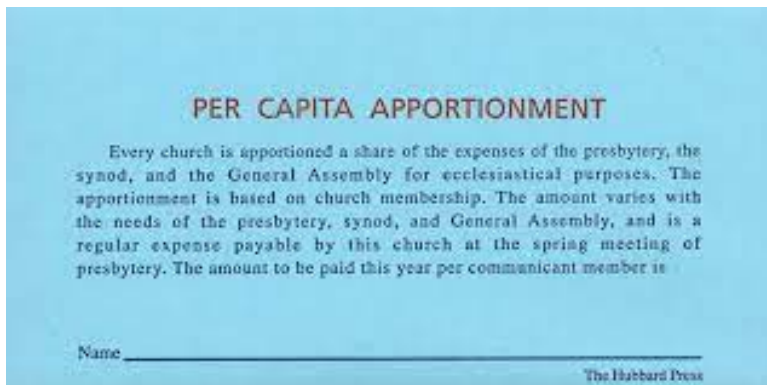 PER CAPITA APPORTIONMENT
Every church is apportioned a share of the expenses of the presbytery, the
synod, and the General Assembly for ecclesiastical purposes. The
apportionment is based on church membership. The amount varies with
the needs of the presbytery, synod, and General Assembly, and is a
regular expense payable by this church at the spring meeting of
presbytery. The amount to be paid this year per communicant member is
Name
The Hubbard Press